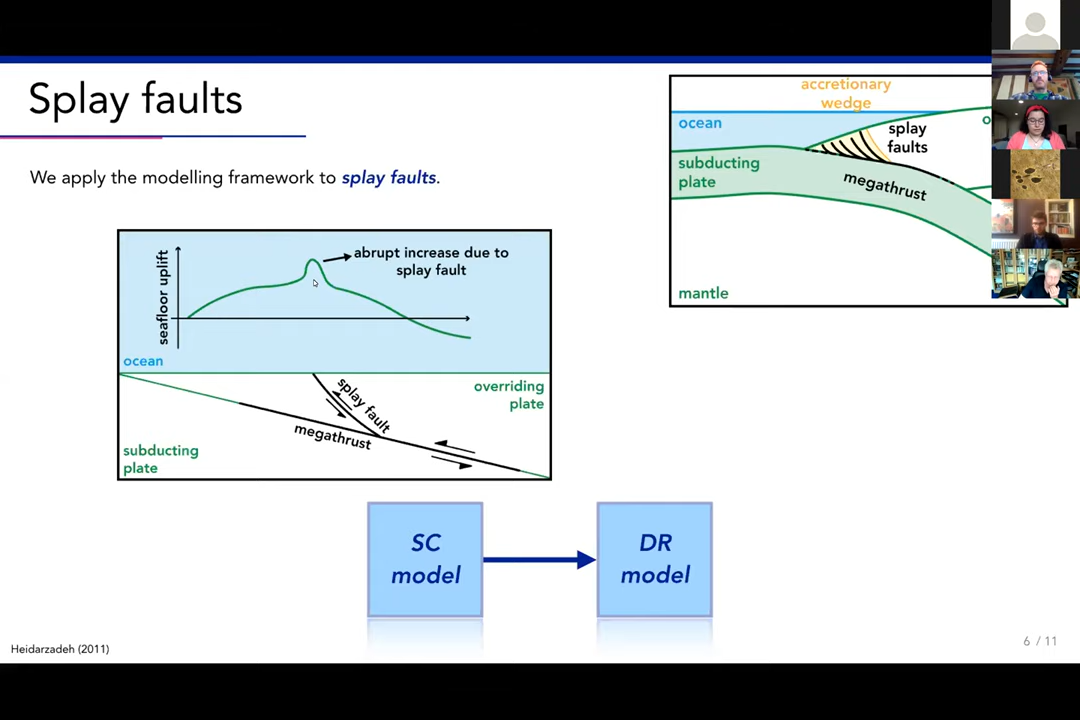 Splay faults
We apply the modelling framework to splay faults.
accretionary
wedge
ocean
splay
faults
subducting
plate
megathrust
mantle
seafloor uplift
abrupt increase due to
splay fault
ocean
splay fault
overriding
plate
megathrust
subducting
plate
SC
model
DR
model
Heidarzadeh (2011)
6 / 11